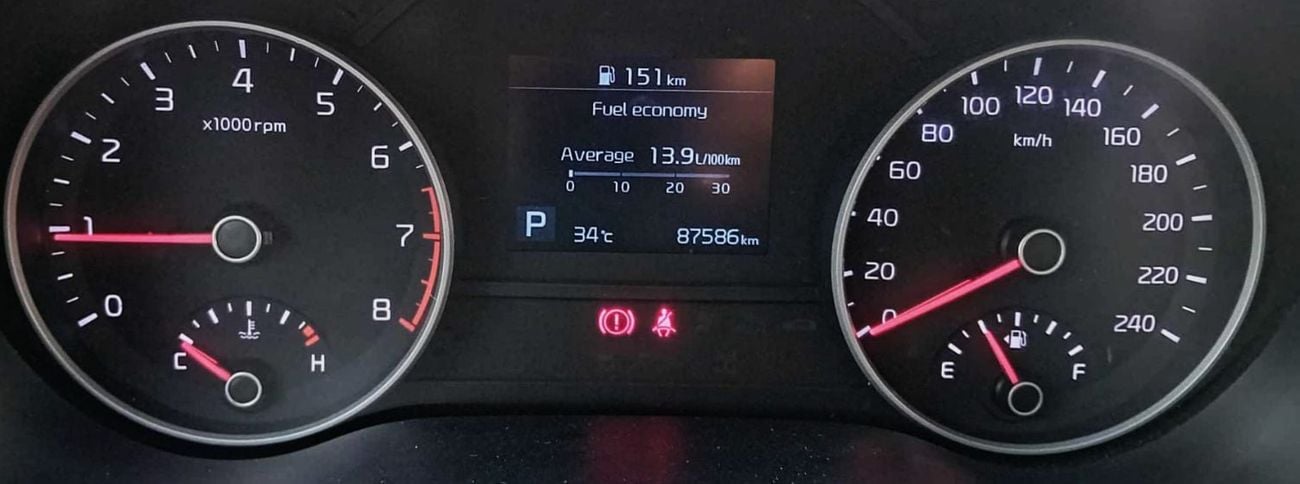 0
1
2
3
4
5
6
7
8
x1000rpm
C
H
151 km
Fuel economy
Average 13.9 L/100km
0 10 20 30
P 34°C 87586 km
0
20
40
60
80
100
120
140
160
180
200
220
240
km/h
E
F